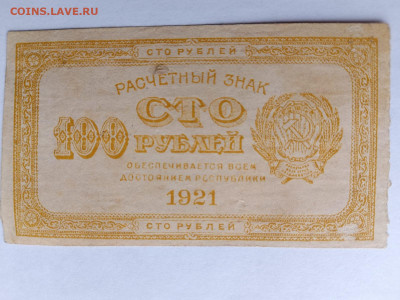 COINS.LAVE.RU
СТО РУБЛЕЙ
РАСЧЕТНЫЙ ЗНАК
100 СТО
РУБЛЕЙ
ОБЕСПЕЧИВАЕТСЯ ВСЕМ
ДОСТОЯНИЕМ РЕСПУБЛИКИ
1921
СТО РУБЛЕЙ